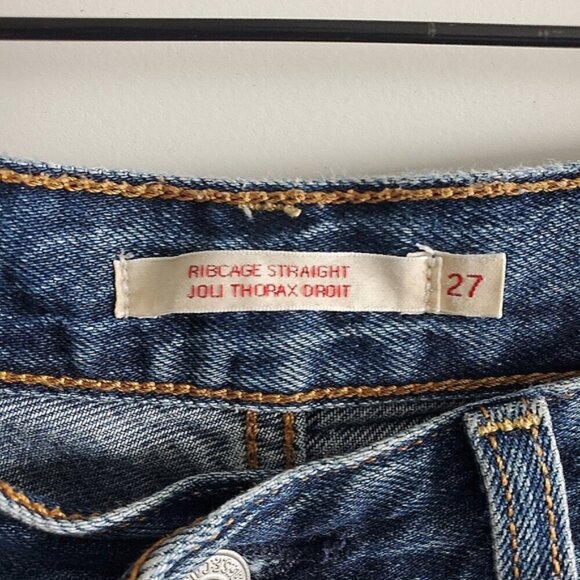 RIBCAGE STRAIGHT
JOLI THORAX DROIT
27